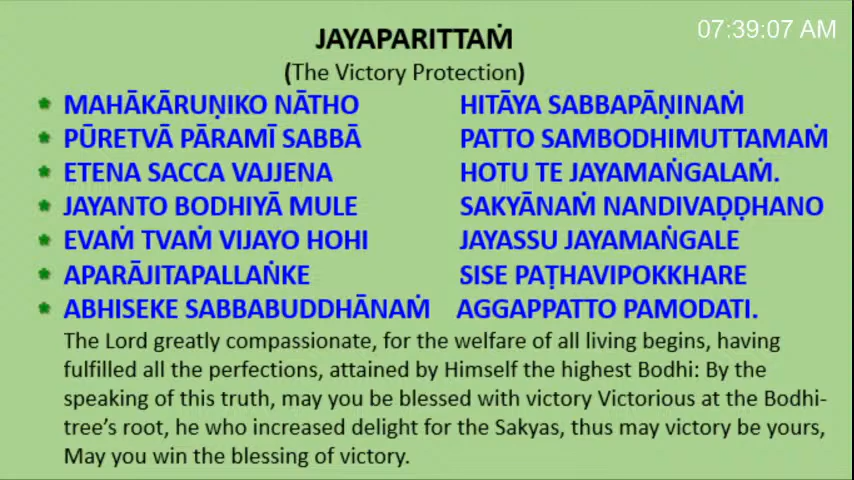 07:39:07 AM
JAYAPARITTAṀ
(The Victory Protection)
MAHĀKĀRUṆIKO NĀTHO HITĀYA SABBAPĀṆINAṀ
PŪRETVĀ PĀRAMĪ SABBĀ PATTO SAMBODHIMUTTAMAṀ
ETENA SACCA VAJJENA HOTU TE JAYAMAṄGALAṀ.
JAYANTO BODHIYĀ MULE SAKYĀNAṀ NANDIVAḌḌHANO
EVAṀ TVAṀ VIJAYO HOHI JAYASSU JAYAMAṄGALE
APARĀJITAPALLAṄKE SISE PAṬHAVIPOKKHARE
ABHISEKE SABBABUDDHĀNAṀ AGGAPPATTO PAMODATI.
The Lord greatly compassionate, for the welfare of all living begins, having
fulfilled all the perfections, attained by Himself the highest Bodhi: By the
speaking of this truth, may you be blessed with victory Victorious at the Bodhi-
tree's root, he who increased delight for the Sakyas, thus may victory be yours,
May you win the blessing of victory.